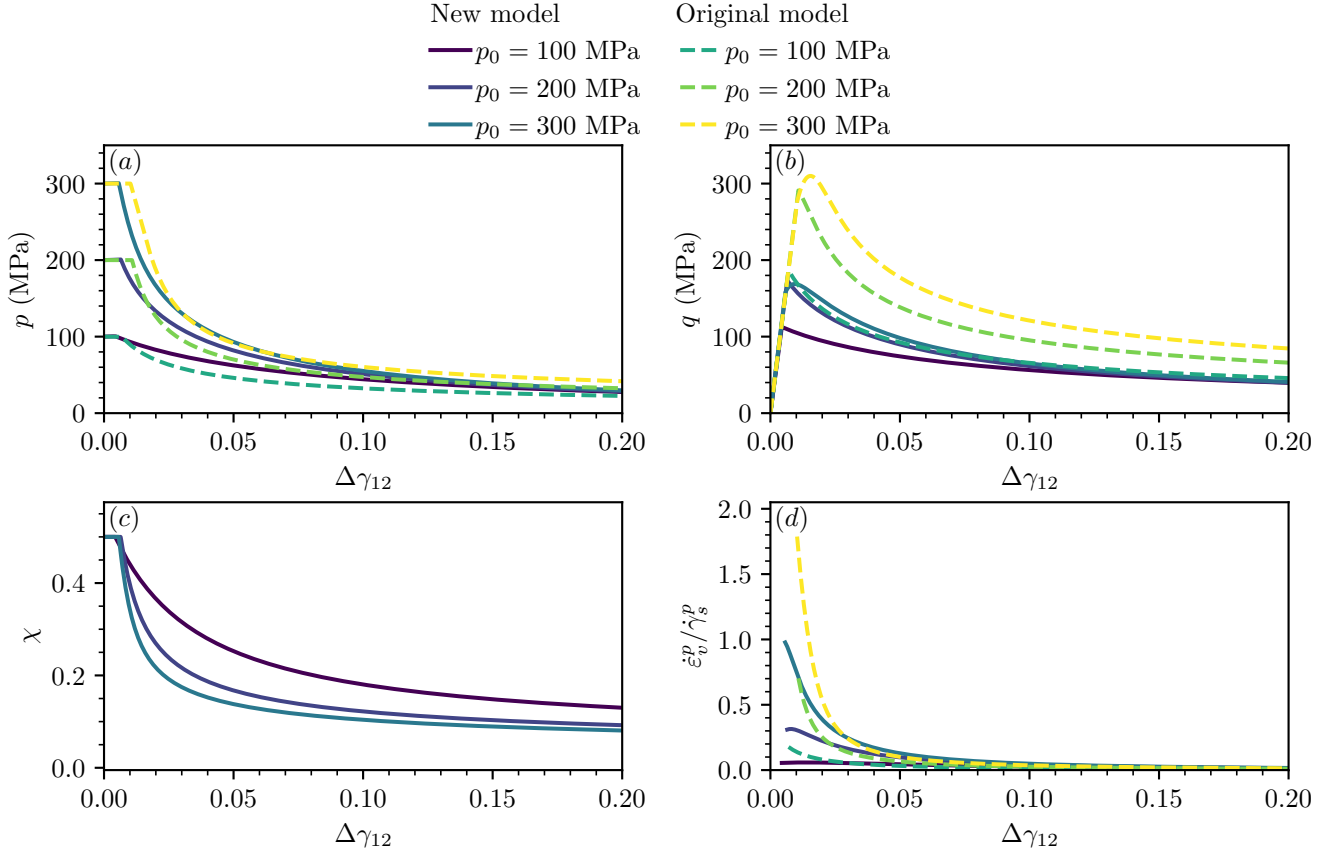 New model Original model
p₀ = 100 MPa p₀ = 100 MPa
p₀ = 200 MPa p₀ = 200 MPa
p₀ = 300 MPa p₀ = 300 MPa
(a)
300
200
100
0
p (MPa)
0.00 0.05 0.10 0.15 0.20
Δγ₁₂
(b)
300
200
100
0
q (MPa)
0.00 0.05 0.10 0.15 0.20
Δγ₁₂
(c)
0.4
0.2
0.0
χ
0.00 0.05 0.10 0.15 0.20
Δγ₁₂
(d)
2.0
1.5
1.0
0.5
0.0
ε̇ᵥᵖ/γ̇ₛᵖ
0.00 0.05 0.10 0.15 0.20
Δγ₁₂